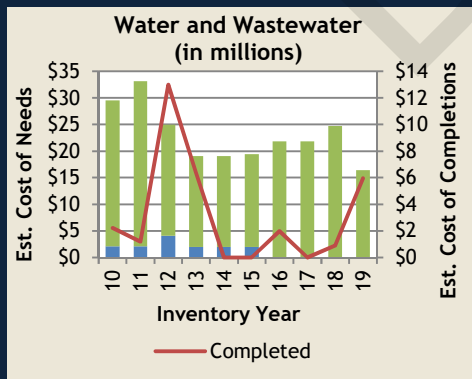 Water and Wastewater
(in millions)
Est. Cost of Needs
$35
$30
$25
$20
$15
$10
$5
$0
$14
$12
$10
$8
$6
$4
$2
$0
Est. Cost of Completions
10 11 12 13 14 15 16 17 18 19
Inventory Year
Completed